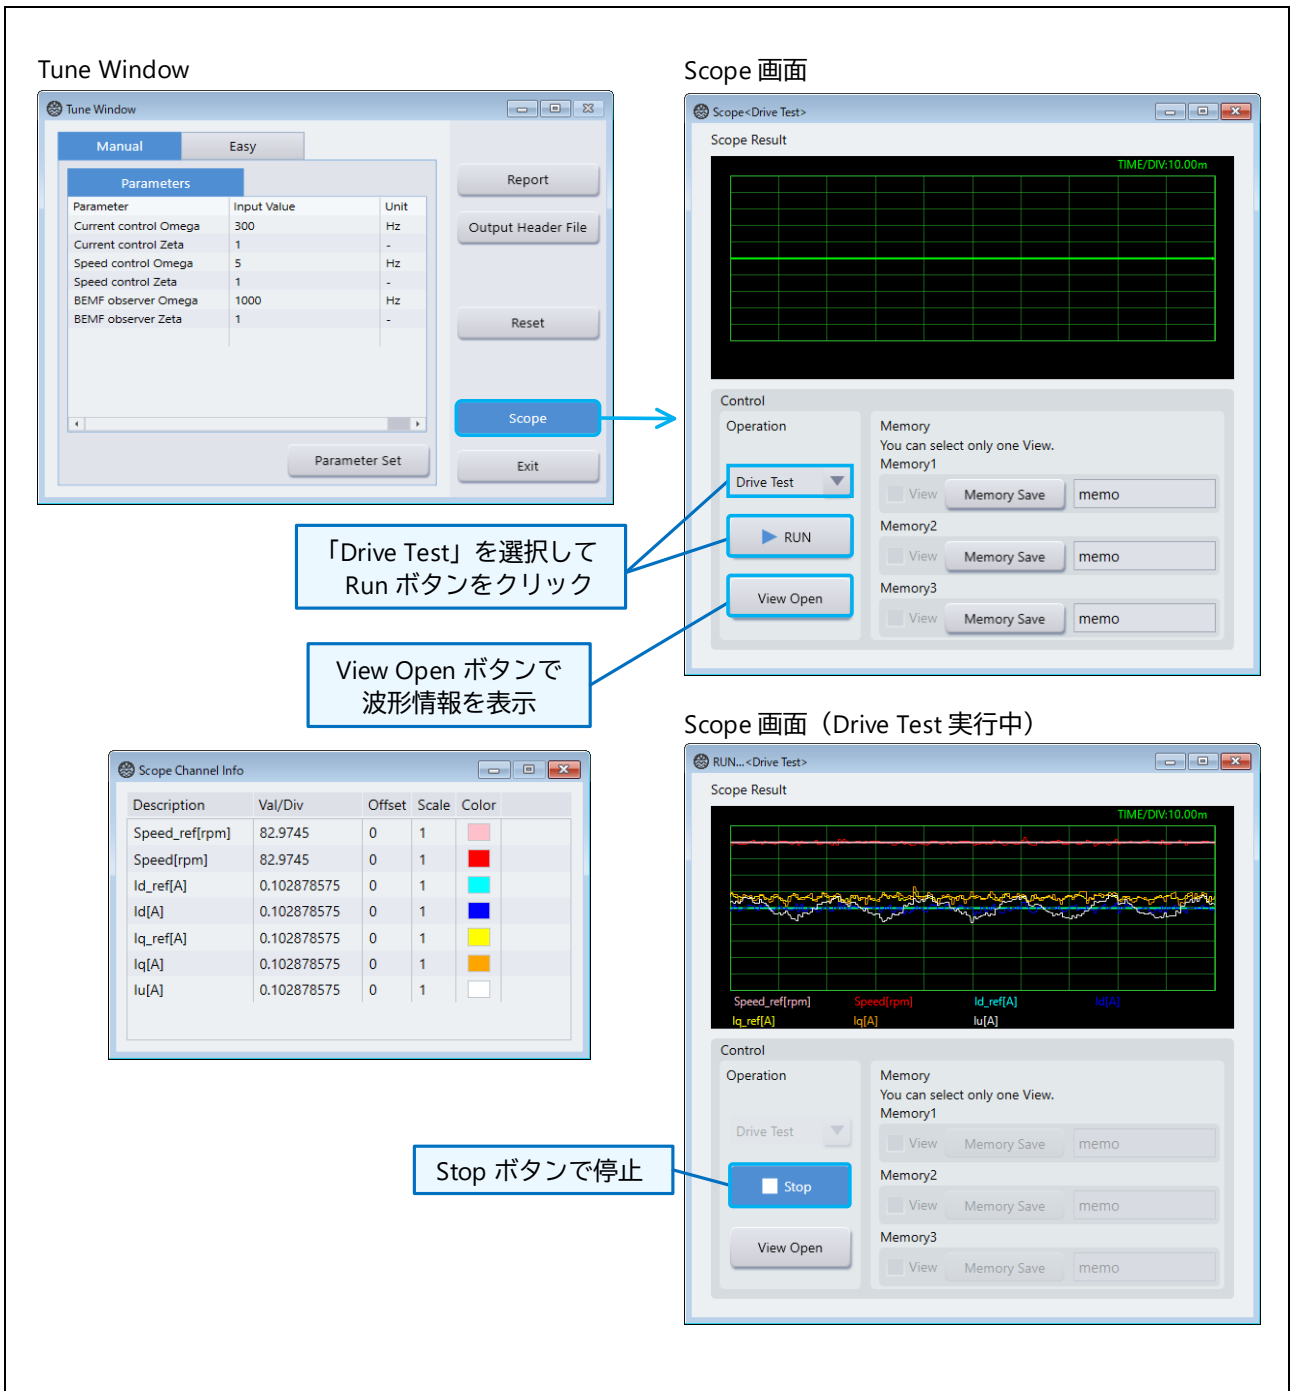 Tune Window
Tune Window
Manual Easy
Parameters
Parameter Input Value Unit
Current control Omega 300 Hz
Current control Zeta 1 -
Speed control Omega 5 Hz
Speed control Zeta 1 -
BEMF observer Omega 1000 Hz
BEMF observer Zeta 1 -
Parameter Set
Report
Output Header File
Reset
Scope
Exit
Scope 画面
Scope<Drive Test>
Scope Result
TIME/DIV:10.00m
Control
Operation
Drive Test
RUN
View Open
Memory
You can select only one View.
Memory1
View Memory Save memo
Memory2
View Memory Save memo
Memory3
View Memory Save memo
「Drive Test」を選択して
Run ボタンをクリック
View Open ボタンで
波形情報を表示
Scope Channel Info
Description Val/Div Offset Scale Color
Speed_ref[rpm] 82.9745 0 1
Speed[rpm] 82.9745 0 1
Id_ref[A] 0.102878575 0 1
Id[A] 0.102878575 0 1
Iq_ref[A] 0.102878575 0 1
Iq[A] 0.102878575 0 1
Iu[A] 0.102878575 0 1
Scope 画面（Drive Test 実行中）
RUN...<Drive Test>
Scope Result
TIME/DIV:10.00m
Speed_ref[rpm] Speed[rpm] Id_ref[A] Id[A]
Iq_ref[A] Iq[A] Iu[A]
Control
Operation
Drive Test
Stop
View Open
Memory
You can select only one View.
Memory1
View Memory Save memo
Memory2
View Memory Save memo
Memory3
View Memory Save memo
Stop ボタンで停止